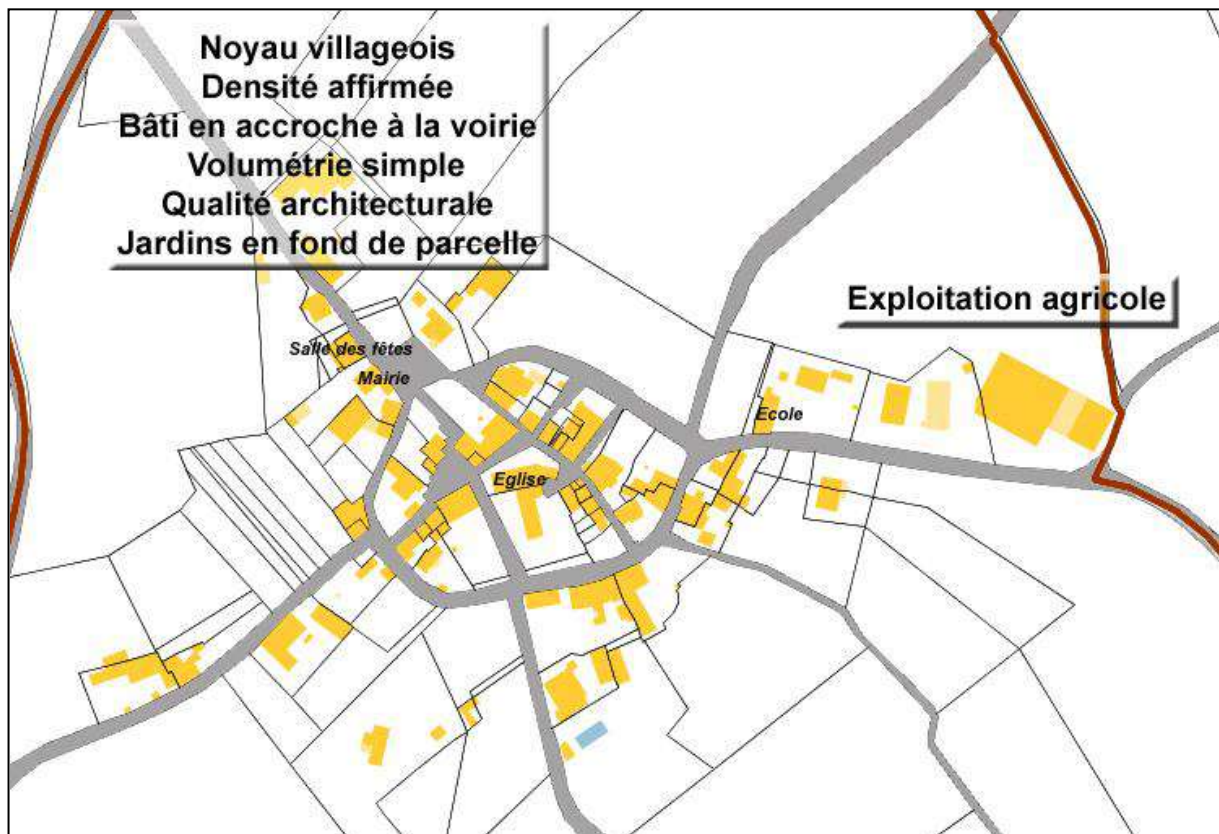 Noyau villageois
Densité affirmée
Bâti en accroche à la voirie
Volumétrie simple
Qualité architecturale
Jardins en fond de parcelle
Exploitation agricole
Salle des fêtes
Mairie
Ecole
Eglise